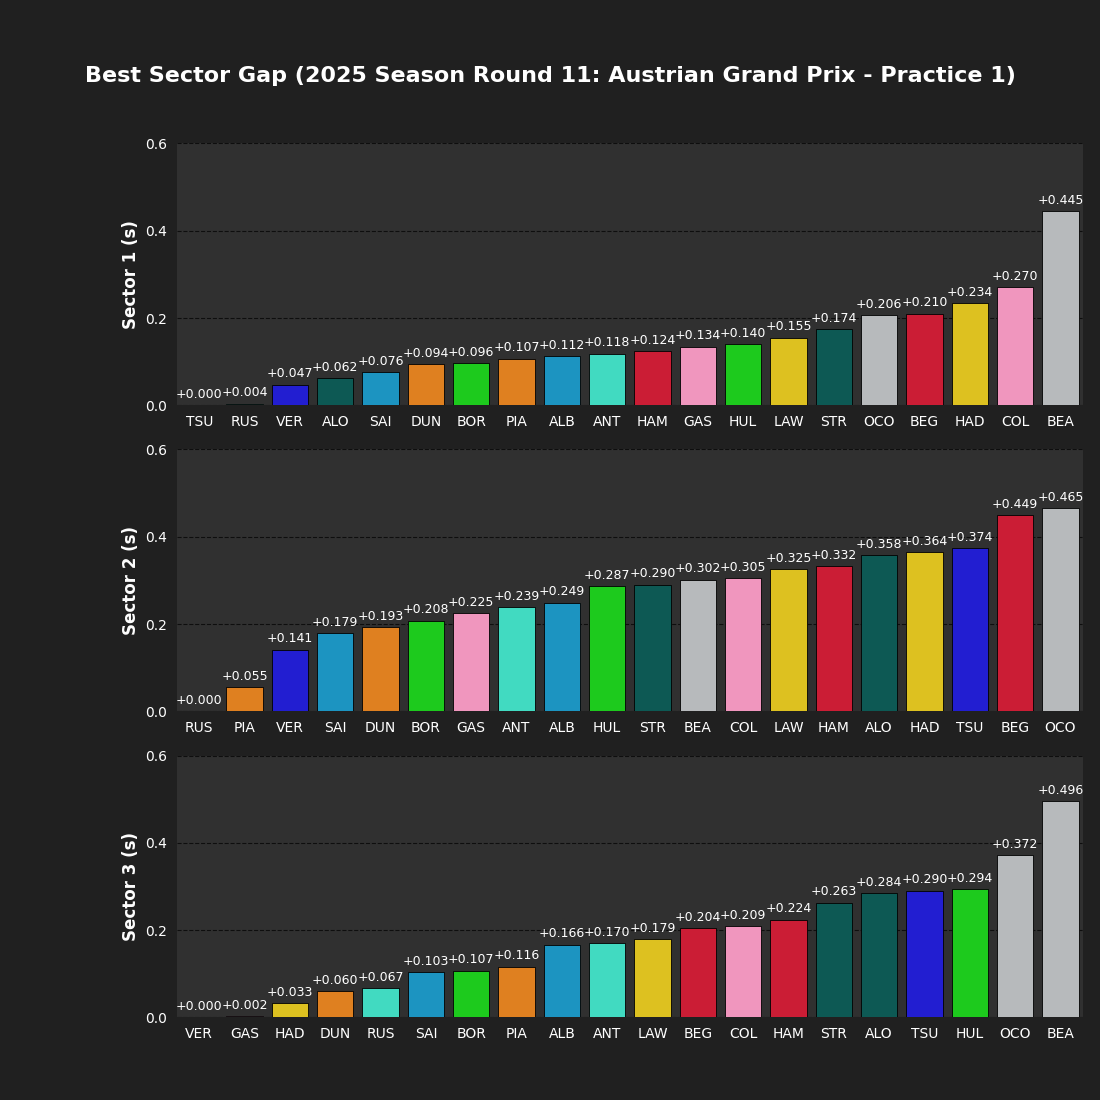 Best Sector Gap (2025 Season Round 11: Austrian Grand Prix - Practice 1)
Sector 1 (s)
0.6
0.4
0.2
0.0
+0.000 +0.004 +0.047 +0.062 +0.076 +0.094 +0.096 +0.107 +0.112 +0.118 +0.124 +0.134 +0.140 +0.155 +0.174 +0.206 +0.210 +0.234 +0.270 +0.445
TSU RUS VER ALO SAI DUN BOR PIA ALB ANT HAM GAS HUL LAW STR OCO BEG HAD COL BEA
Sector 2 (s)
0.6
0.4
0.2
0.0
+0.000 +0.055 +0.141 +0.179 +0.193 +0.208 +0.225 +0.239 +0.249 +0.287 +0.290 +0.302 +0.305 +0.325 +0.332 +0.358 +0.364 +0.374 +0.449 +0.465
RUS PIA VER SAI DUN BOR GAS ANT ALB HUL STR BEA COL LAW HAM ALO HAD TSU BEG OCO
Sector 3 (s)
0.6
0.4
0.2
0.0
+0.000 +0.002 +0.033 +0.060 +0.067 +0.103 +0.107 +0.116 +0.166 +0.170 +0.179 +0.204 +0.209 +0.224 +0.263 +0.284 +0.290 +0.294 +0.372 +0.496
VER GAS HAD DUN RUS SAI BOR PIA ALB ANT LAW BEG COL HAM STR ALO TSU HUL OCO BEA